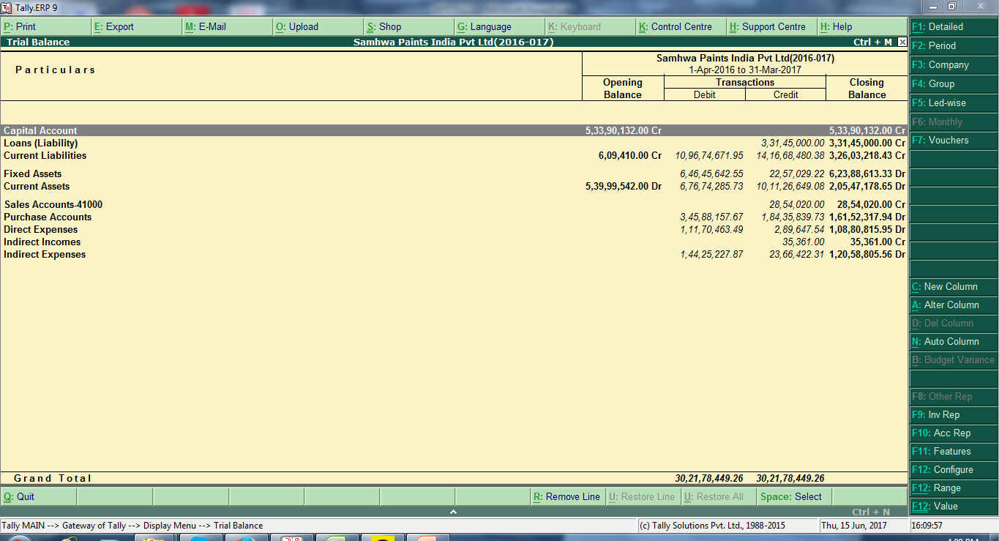 Tally.ERP 9
P: Print E: Export M: E-Mail O: Upload S: Shop G: Language K: Keyboard K: Control Centre H: Support Centre H: Help
Trial Balance Samhwa Paints India Pvt Ltd(2016-017) Ctrl + M
Particulars
Samhwa Paints India Pvt Ltd(2016-017)
1-Apr-2016 to 31-Mar-2017
Opening Transactions Closing
Balance Debit Credit Balance
Capital Account 5,33,90,132.00 Cr 5,33,90,132.00 Cr
Loans (Liability) 3,31,45,000.00 3,31,45,000.00 Cr
Current Liabilities 6,09,410.00 Cr 10,96,74,671.95 14,16,68,480.38 3,26,03,218.43 Cr
Fixed Assets 6,46,45,642.55 22,57,029.22 6,23,88,613.33 Dr
Current Assets 5,39,99,542.00 Dr 6,76,74,285.73 10,11,26,649.08 2,05,47,178.65 Dr
Sales Accounts-41000 28,54,020.00 28,54,020.00 Cr
Purchase Accounts 3,45,88,157.67 1,84,35,839.73 1,61,52,317.94 Dr
Direct Expenses 1,11,70,463.49 2,89,647.54 1,08,80,815.95 Dr
Indirect Incomes 35,361.00 35,361.00 Cr
Indirect Expenses 1,44,25,227.87 23,66,422.31 1,20,58,805.56 Dr
Grand Total 30,21,78,449.26 30,21,78,449.26
Q: Quit R: Remove Line U: Restore Line U: Restore All Space: Select
Ctrl + N
F1: Detailed
F2: Period
F3: Company
F4: Group
F5: Led-wise
F6: Monthly
F7: Vouchers
C: New Column
A: Alter Column
D: Del Column
N: Auto Column
B: Budget Variance
F8: Other Rep
F9: Inv Rep
F10: Acc Rep
F11: Features
F12: Configure
F12: Range
F12: Value
Tally MAIN --> Gateway of Tally --> Display Menu --> Trial Balance (c) Tally Solutions Pvt. Ltd., 1988-2015 Thu, 15 Jun, 2017 16:09:57